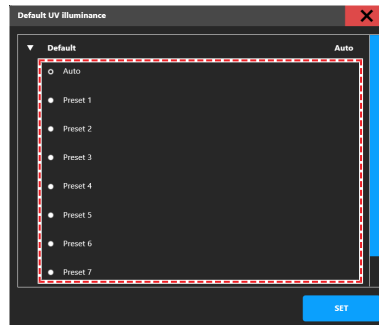 Default UV illuminance
Default Auto
Auto
Preset 1
Preset 2
Preset 3
Preset 4
Preset 5
Preset 6
Preset 7
SET